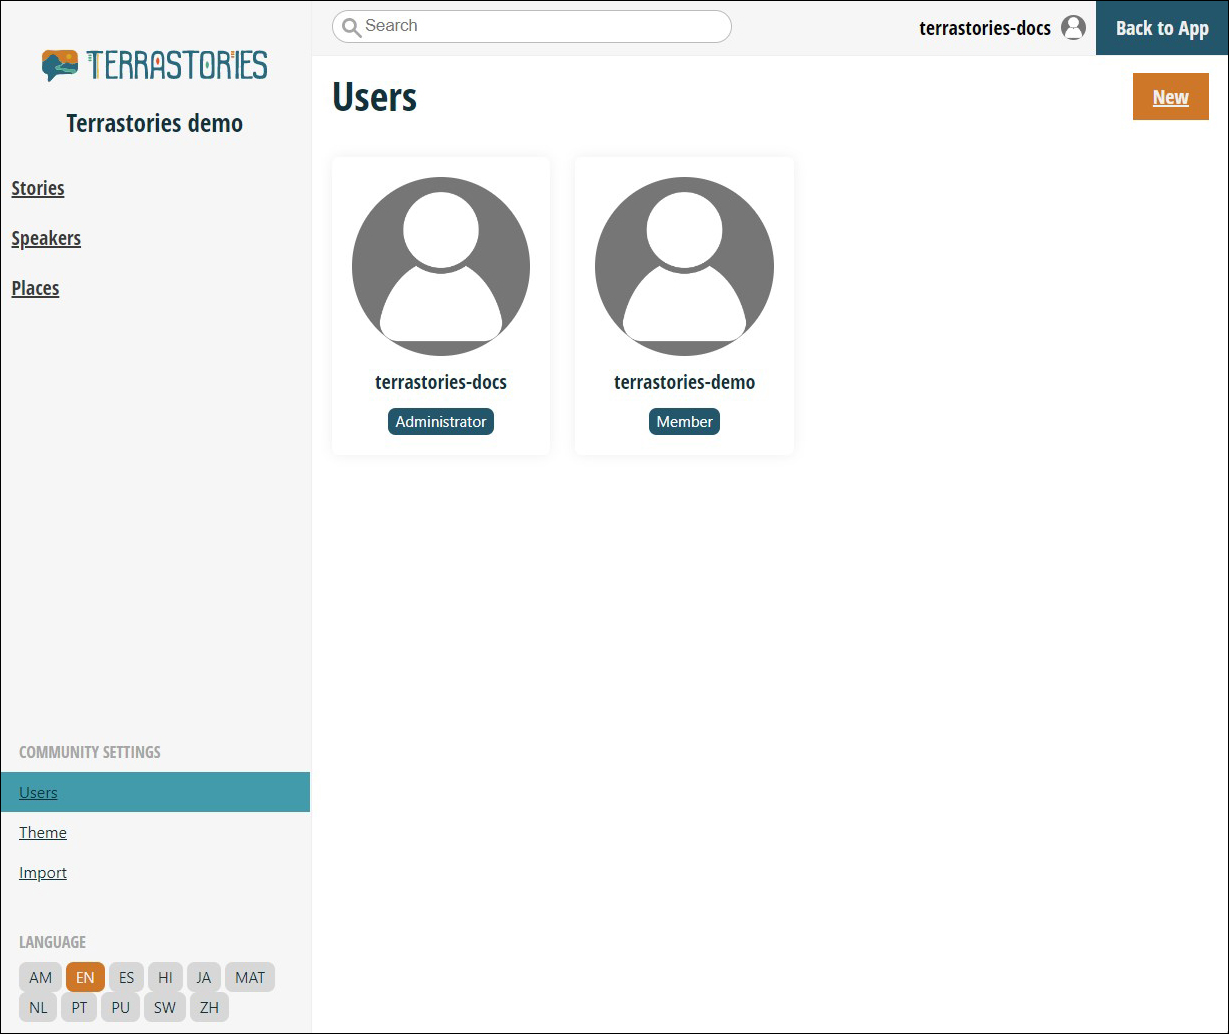 TERRASTORIES
Terrastories demo
Stories
Speakers
Places
COMMUNITY SETTINGS
Users
Theme
Import
LANGUAGE
AM EN ES HI JA MAT
NL PT PU SW ZH
Search
terrastories-docs
Back to App
Users
New
terrastories-docs
Administrator
terrastories-demo
Member